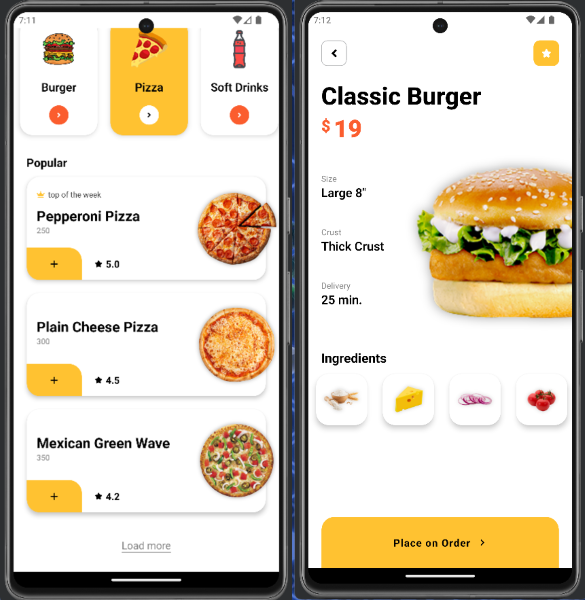 7:11
Burger
Pizza
Soft Drinks
Popular
top of the week
Pepperoni Pizza
250
+
5.0
Plain Cheese Pizza
300
+
4.5
Mexican Green Wave
350
+
4.2
Load more
7:12
Classic Burger
$ 19
Size
Large 8"
Crust
Thick Crust
Delivery
25 min.
Ingredients
Place on Order